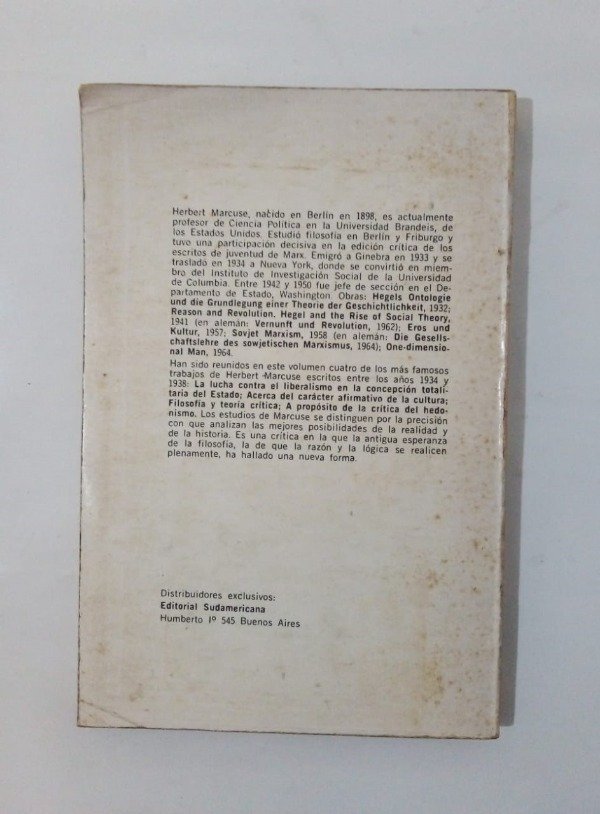 Herbert Marcuse, nacido en Berlín en 1898, es actualmente
profesor de Ciencia Política en la Universidad Brandeis, de
los Estados Unidos. Estudió filosofía en Berlín y Friburgo y
tuvo una participación decisiva en la edición crítica de los
escritos de juventud de Marx. Emigró a Ginebra en 1933 y se
trasladó en 1934 a Nueva York, donde se convirtió en miem-
bro del Instituto de Investigación Social de la Universidad
de Columbia. Entre 1942 y 1950 fue jefe de sección en el De-
partamento de Estado, Washington. Obras: Hegels Ontologie
und die Grundlegung einer Theorie der Geschichtlichkeit, 1932;
Reason and Revolution. Hegel and the Rise of Social Theory,
1941 (en alemán: Vernunft und Revolution, 1962); Eros und
Kultur, 1957; Sovjet Marxism, 1958 (en alemán: Die Gesells-
chaftslehre des sowjetischen Marxismus, 1964); One-dimensio-
nal Man, 1964.
Han sido reunidos en este volumen cuatro de los más famosos
trabajos de Herbert Marcuse escritos entre los años 1934 y
1938: La lucha contra el liberalismo en la concepción totali-
taria del Estado; Acerca del carácter afirmativo de la cultura;
Filosofía y teoría crítica; A propósito de la crítica del hedo-
nismo. Los estudios de Marcuse se distinguen por la precisión
con que analizan las mejores posibilidades de la realidad y
de la historia. Es una crítica en la que la antigua esperanza
de la filosofía, la de que la razón y la lógica se realicen
plenamente, ha hallado una nueva forma.
Distribuidores exclusivos:
Editorial Sudamericana
Humberto 1º 545 Buenos Aires